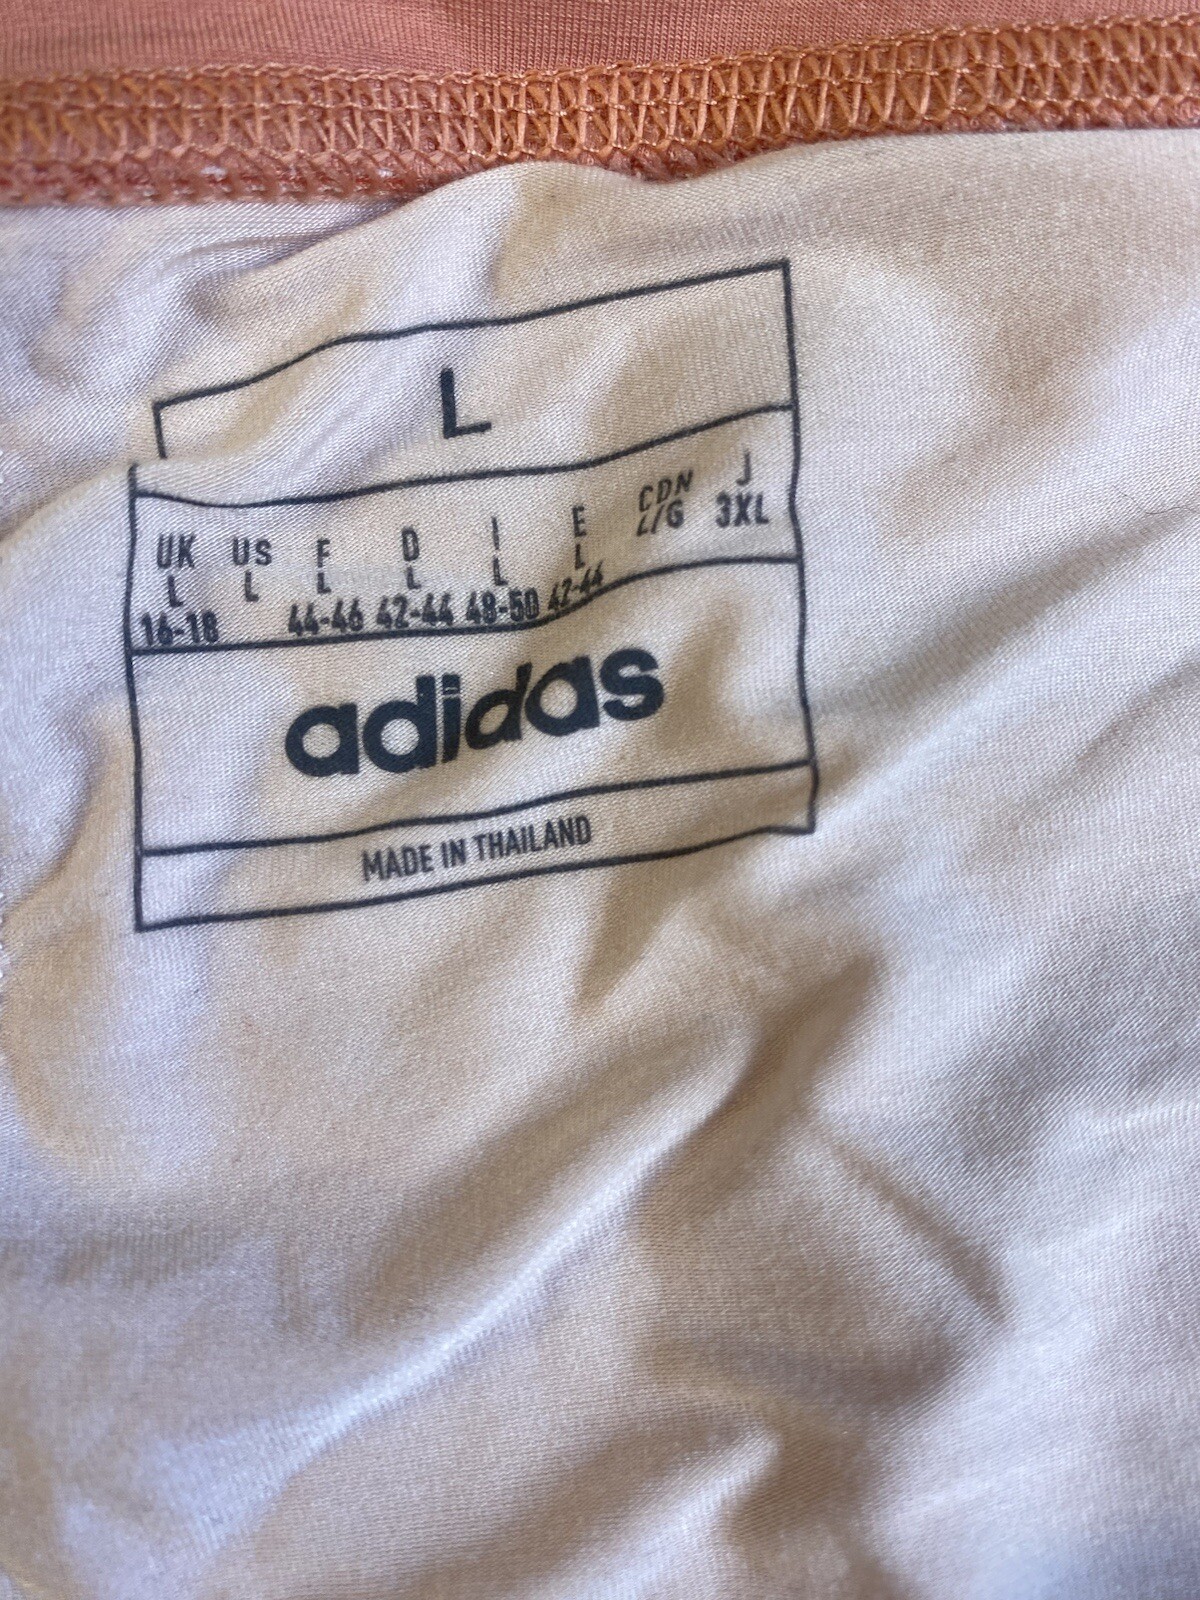 L
UK US F D I E CDN J
L L L L L L L/G 3XL
16-18 44-46 42-44 48-50 42-44
adidas
MADE IN THAILAND